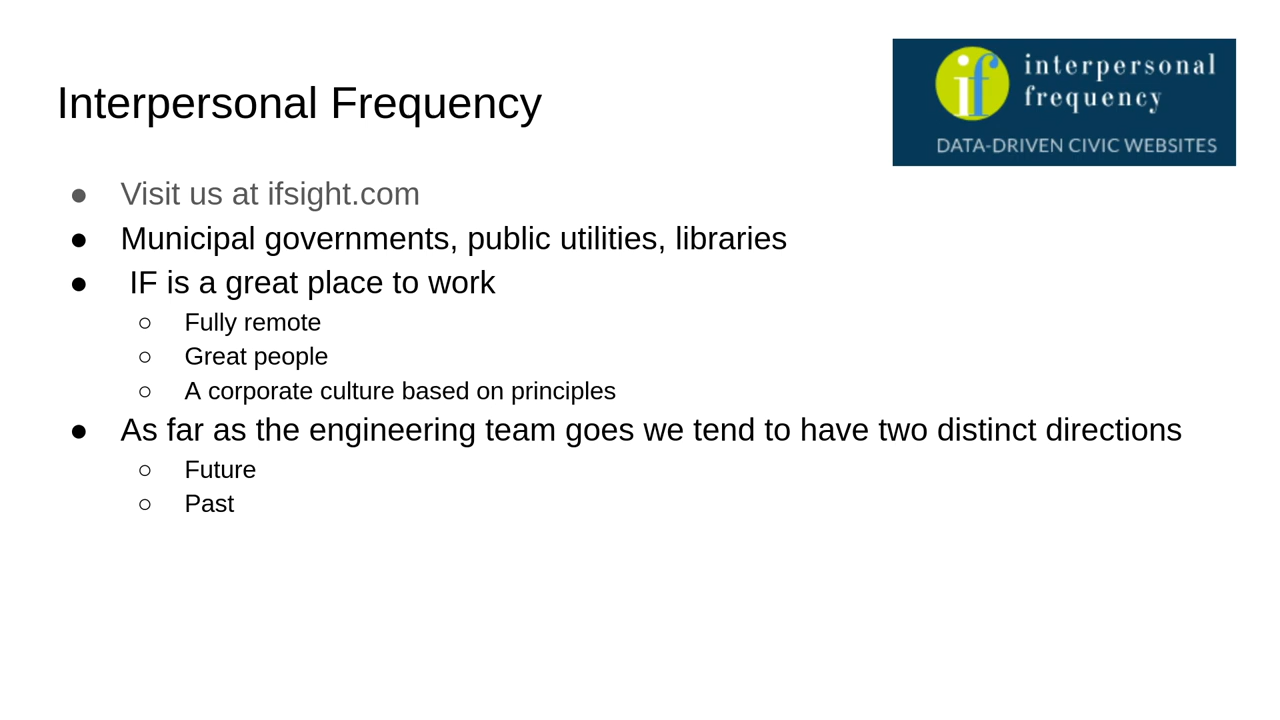 Interpersonal Frequency
if interpersonal
frequency
DATA-DRIVEN CIVIC WEBSITES
● Visit us at ifsight.com
● Municipal governments, public utilities, libraries
● IF is a great place to work
○ Fully remote
○ Great people
○ A corporate culture based on principles
● As far as the engineering team goes we tend to have two distinct directions
○ Future
○ Past